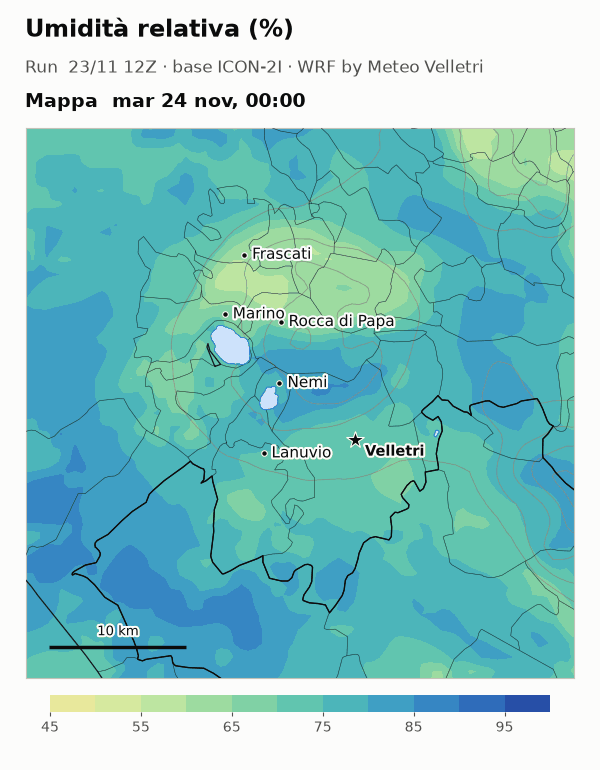 Umidità relativa (%)
Run  23/11 12Z · base ICON-2I · WRF by Meteo Velletri
Mappa  mar 24 nov, 00:00
Frascati
Marino
Rocca di Papa
Nemi
Velletri
Lanuvio
10 km
45 55 65 75 85 95